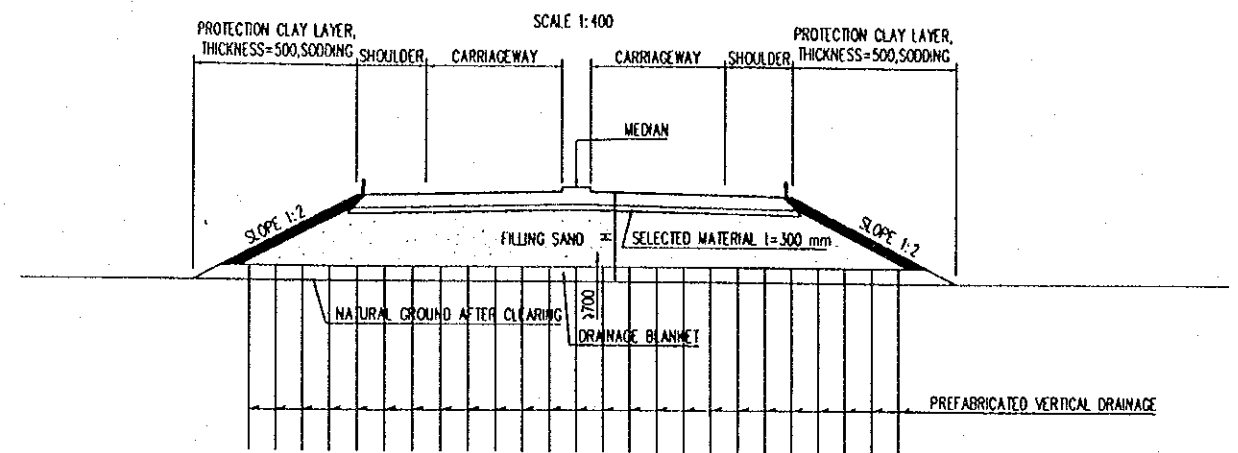 SCALE 1:400
PROTECTION CLAY LAYER,
THICKNESS=500,SODDING
SHOULDER
CARRIAGEWAY
CARRIAGEWAY
SHOULDER
PROTECTION CLAY LAYER,
THICKNESS=500,SODDING
MEDIAN
SLOPE 1:2
FILLING SAND
H
SELECTED MATERIAL t=300 mm
SLOPE 1:2
NATURAL GROUND AFTER CLEARING
>700
DRAINAGE BLANKET
PREFABRICATED VERTICAL DRAINAGE